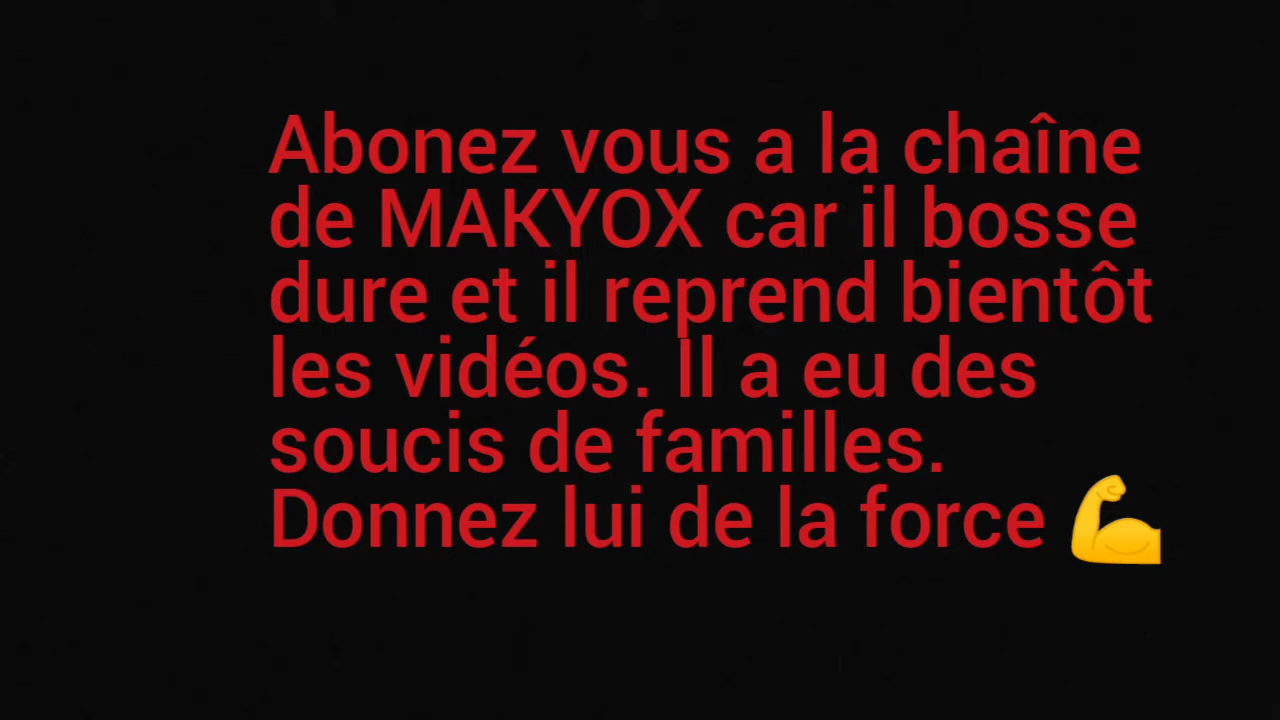 Abonez vous a la chaîne
de MAKYOX car il bosse
dure et il reprend bientôt
les vidéos. Il a eu des
soucis de familles.
Donnez lui de la force 💪